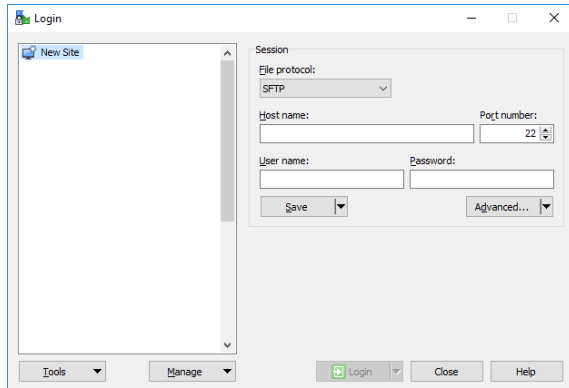 Login
New Site
Session
File protocol:
SFTP
Host name:
Port number:
22
User name:
Password:
Save
Advanced...
Tools
Manage
Login
Close
Help